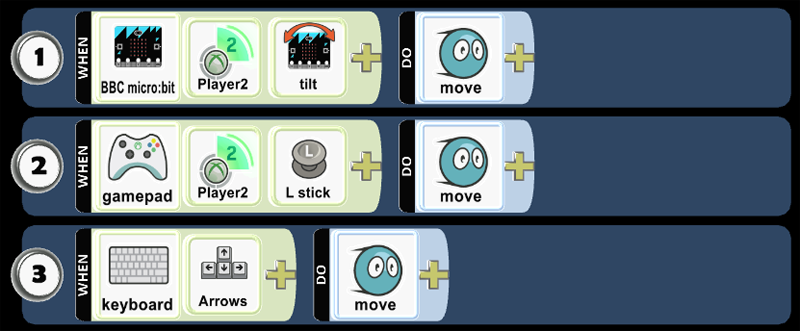 1 WHEN BBC micro:bit 2 Player2 tilt DO move
2 WHEN gamepad 2 Player2 L L stick DO move
3 WHEN keyboard Arrows DO move